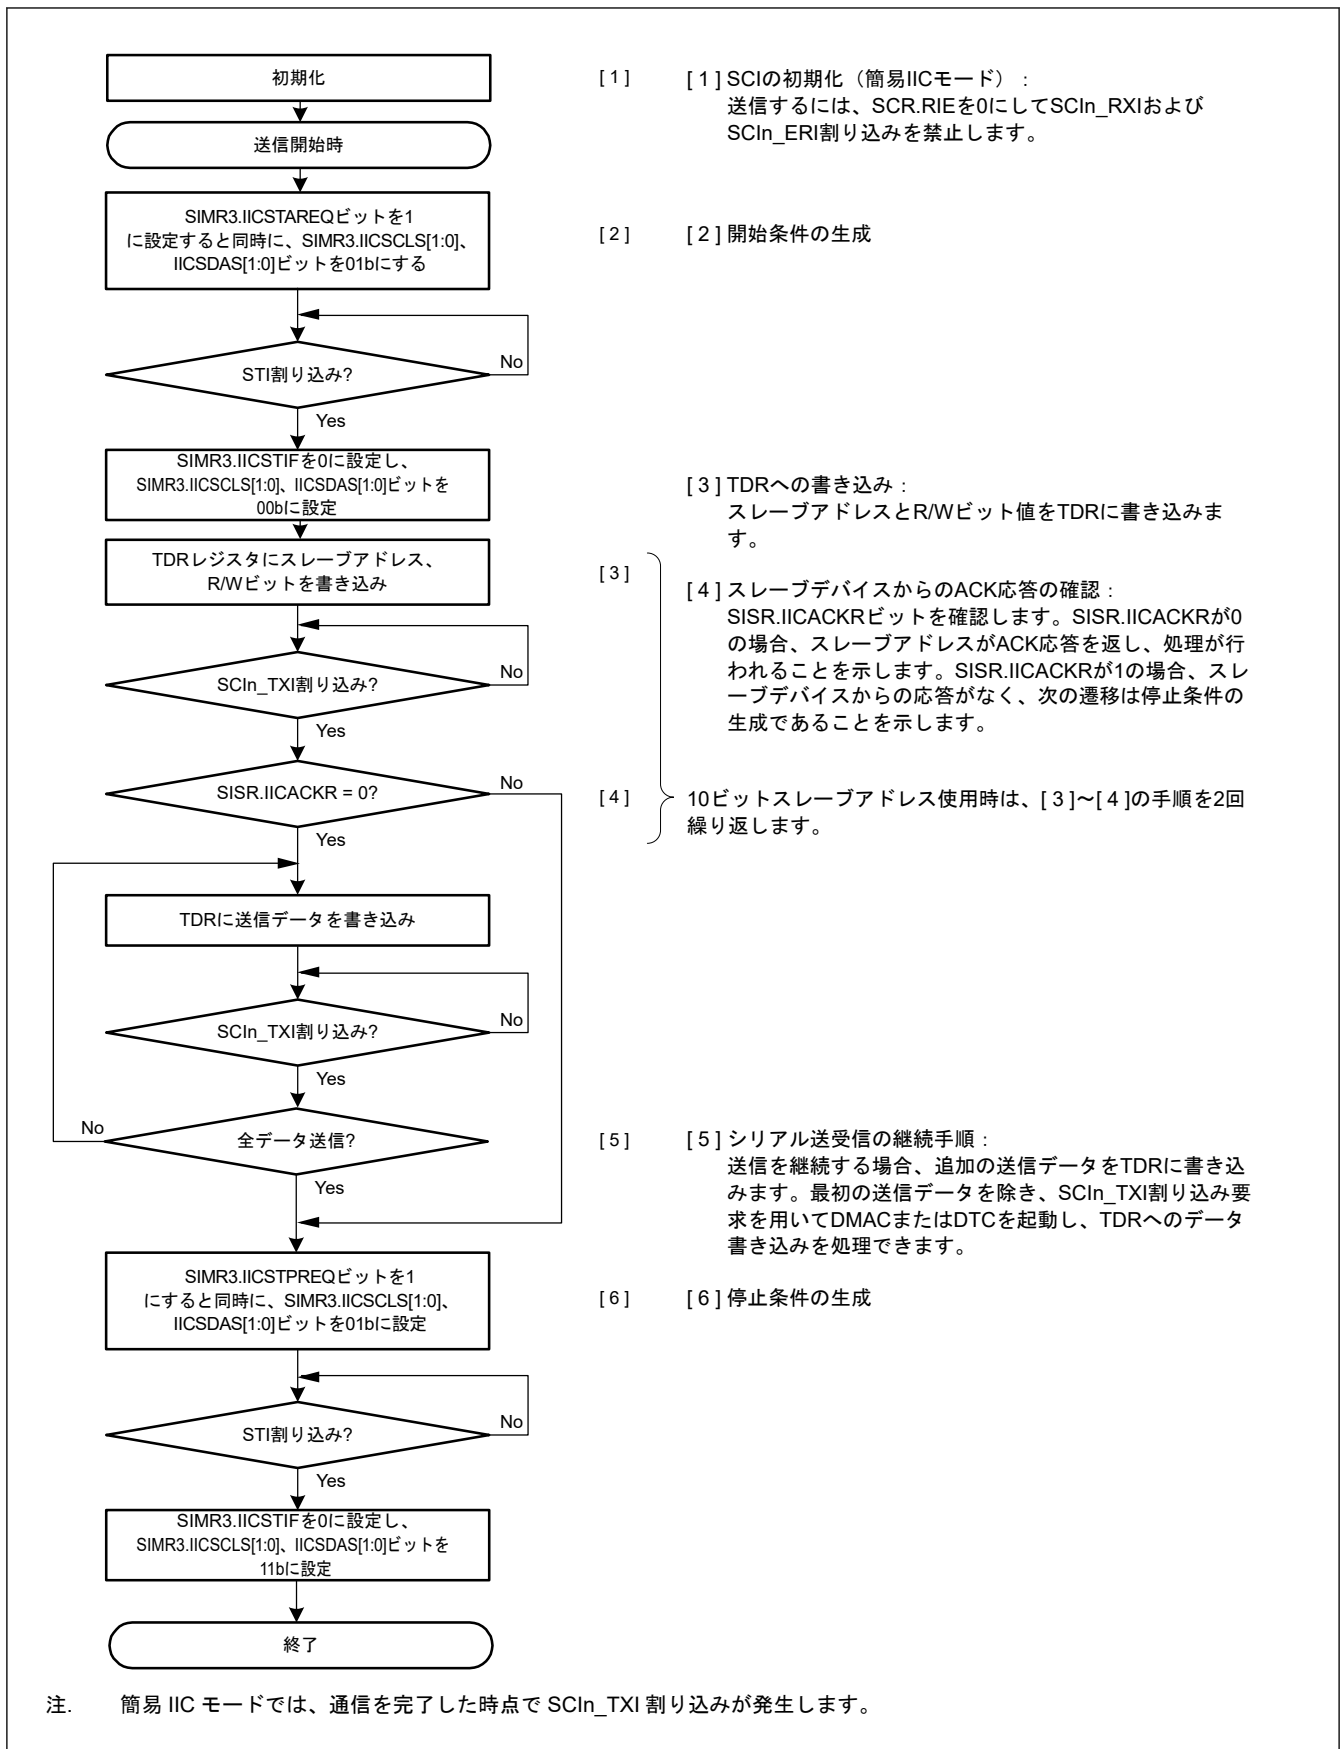 初期化
[ 1 ]
[ 1 ] SCIの初期化（簡易IICモード）：
送信するには、SCR.RIEを0にしてSCIn_RXIおよび
SCIn_ERI割り込みを禁止します。
送信開始時
SIMR3.IICSTAREQビットを1
に設定すると同時に、SIMR3.IICSCLS[1:0]、
IICSDAS[1:0]ビットを01bにする
[ 2 ]
[ 2 ] 開始条件の生成
STI割り込み?
No
Yes
SIMR3.IICSTIFを0に設定し、
SIMR3.IICSCLS[1:0]、IICSDAS[1:0]ビットを
00bに設定
[ 3 ] TDRへの書き込み：
スレーブアドレスとR/Wビット値をTDRに書き込みま
す。
TDRレジスタにスレーブアドレス、
R/Wビットを書き込み
[ 3 ]
[ 4 ] スレーブデバイスからのACK応答の確認：
SISR.IICACKRビットを確認します。SISR.IICACKRが0
の場合、スレーブアドレスがACK応答を返し、処理が行
われることを示します。SISR.IICACKRが1の場合、スレ
ーブデバイスからの応答がなく、次の遷移は停止条件の
生成であることを示します。
SCIn_TXI割り込み?
No
Yes
SISR.IICACKR = 0?
No
Yes
[ 4 ]
10ビットスレーブアドレス使用時は、[ 3 ]～[ 4 ]の手順を2回
繰り返します。
TDRに送信データを書き込み
SCIn_TXI割り込み?
No
Yes
No
全データ送信?
Yes
[ 5 ]
[ 5 ] シリアル送受信の継続手順：
送信を継続する場合、追加の送信データをTDRに書き込
みます。最初の送信データを除き、SCIn_TXI割り込み要
求を用いてDMACまたはDTCを起動し、TDRへのデータ
書き込みを処理できます。
SIMR3.IICSTPREQビットを1
にすると同時に、SIMR3.IICSCLS[1:0]、
IICSDAS[1:0]ビットを01bに設定
[ 6 ]
[ 6 ] 停止条件の生成
STI割り込み?
No
Yes
SIMR3.IICSTIFを0に設定し、
SIMR3.IICSCLS[1:0]、IICSDAS[1:0]ビットを
11bに設定
終了
注. 簡易 IIC モードでは、通信を完了した時点で SCIn_TXI 割り込みが発生します。